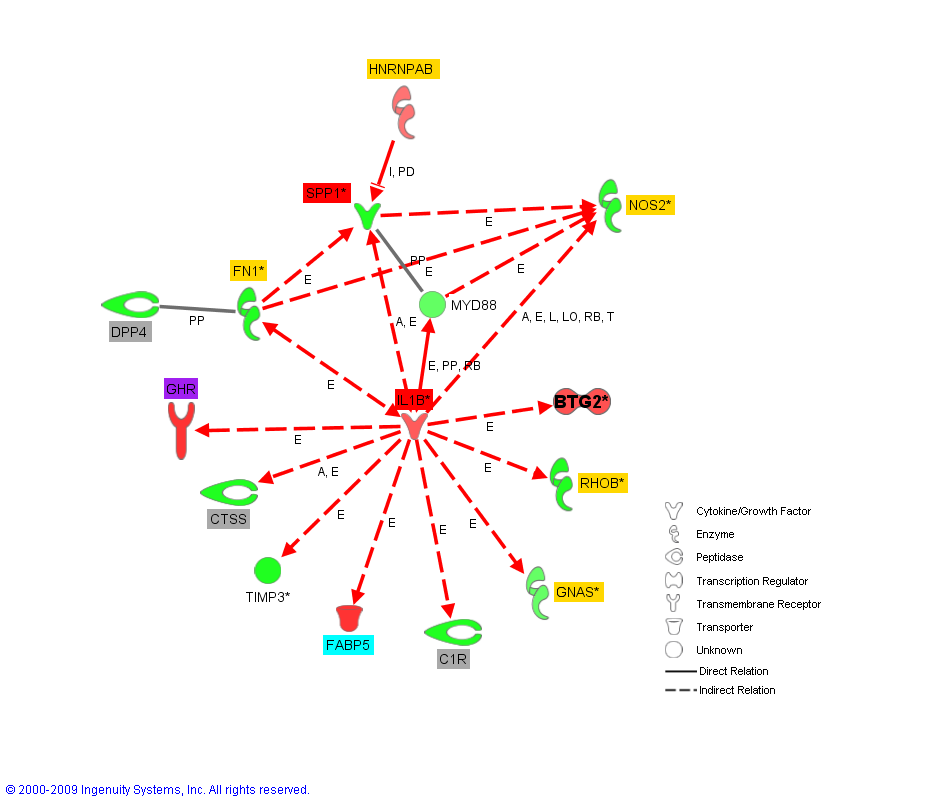 HNRNPAB
I, PD
SPP1*
NOS2*
E
FN1*
PP
E
E
E
MYD88
DPP4
PP
A, E
A, E, L, LO, RB, T
E
E, PP, RB
GHR
IL1B*
BTG2*
E
E
A, E
E
RHOB*
CTSS
E
E
E
E
TIMP3*
GNAS*
FABP5
C1R
Cytokine/Growth Factor
Enzyme
Peptidase
Transcription Regulator
Transmembrane Receptor
Transporter
Unknown
Direct Relation
Indirect Relation
© 2000-2009 Ingenuity Systems, Inc. All rights reserved.